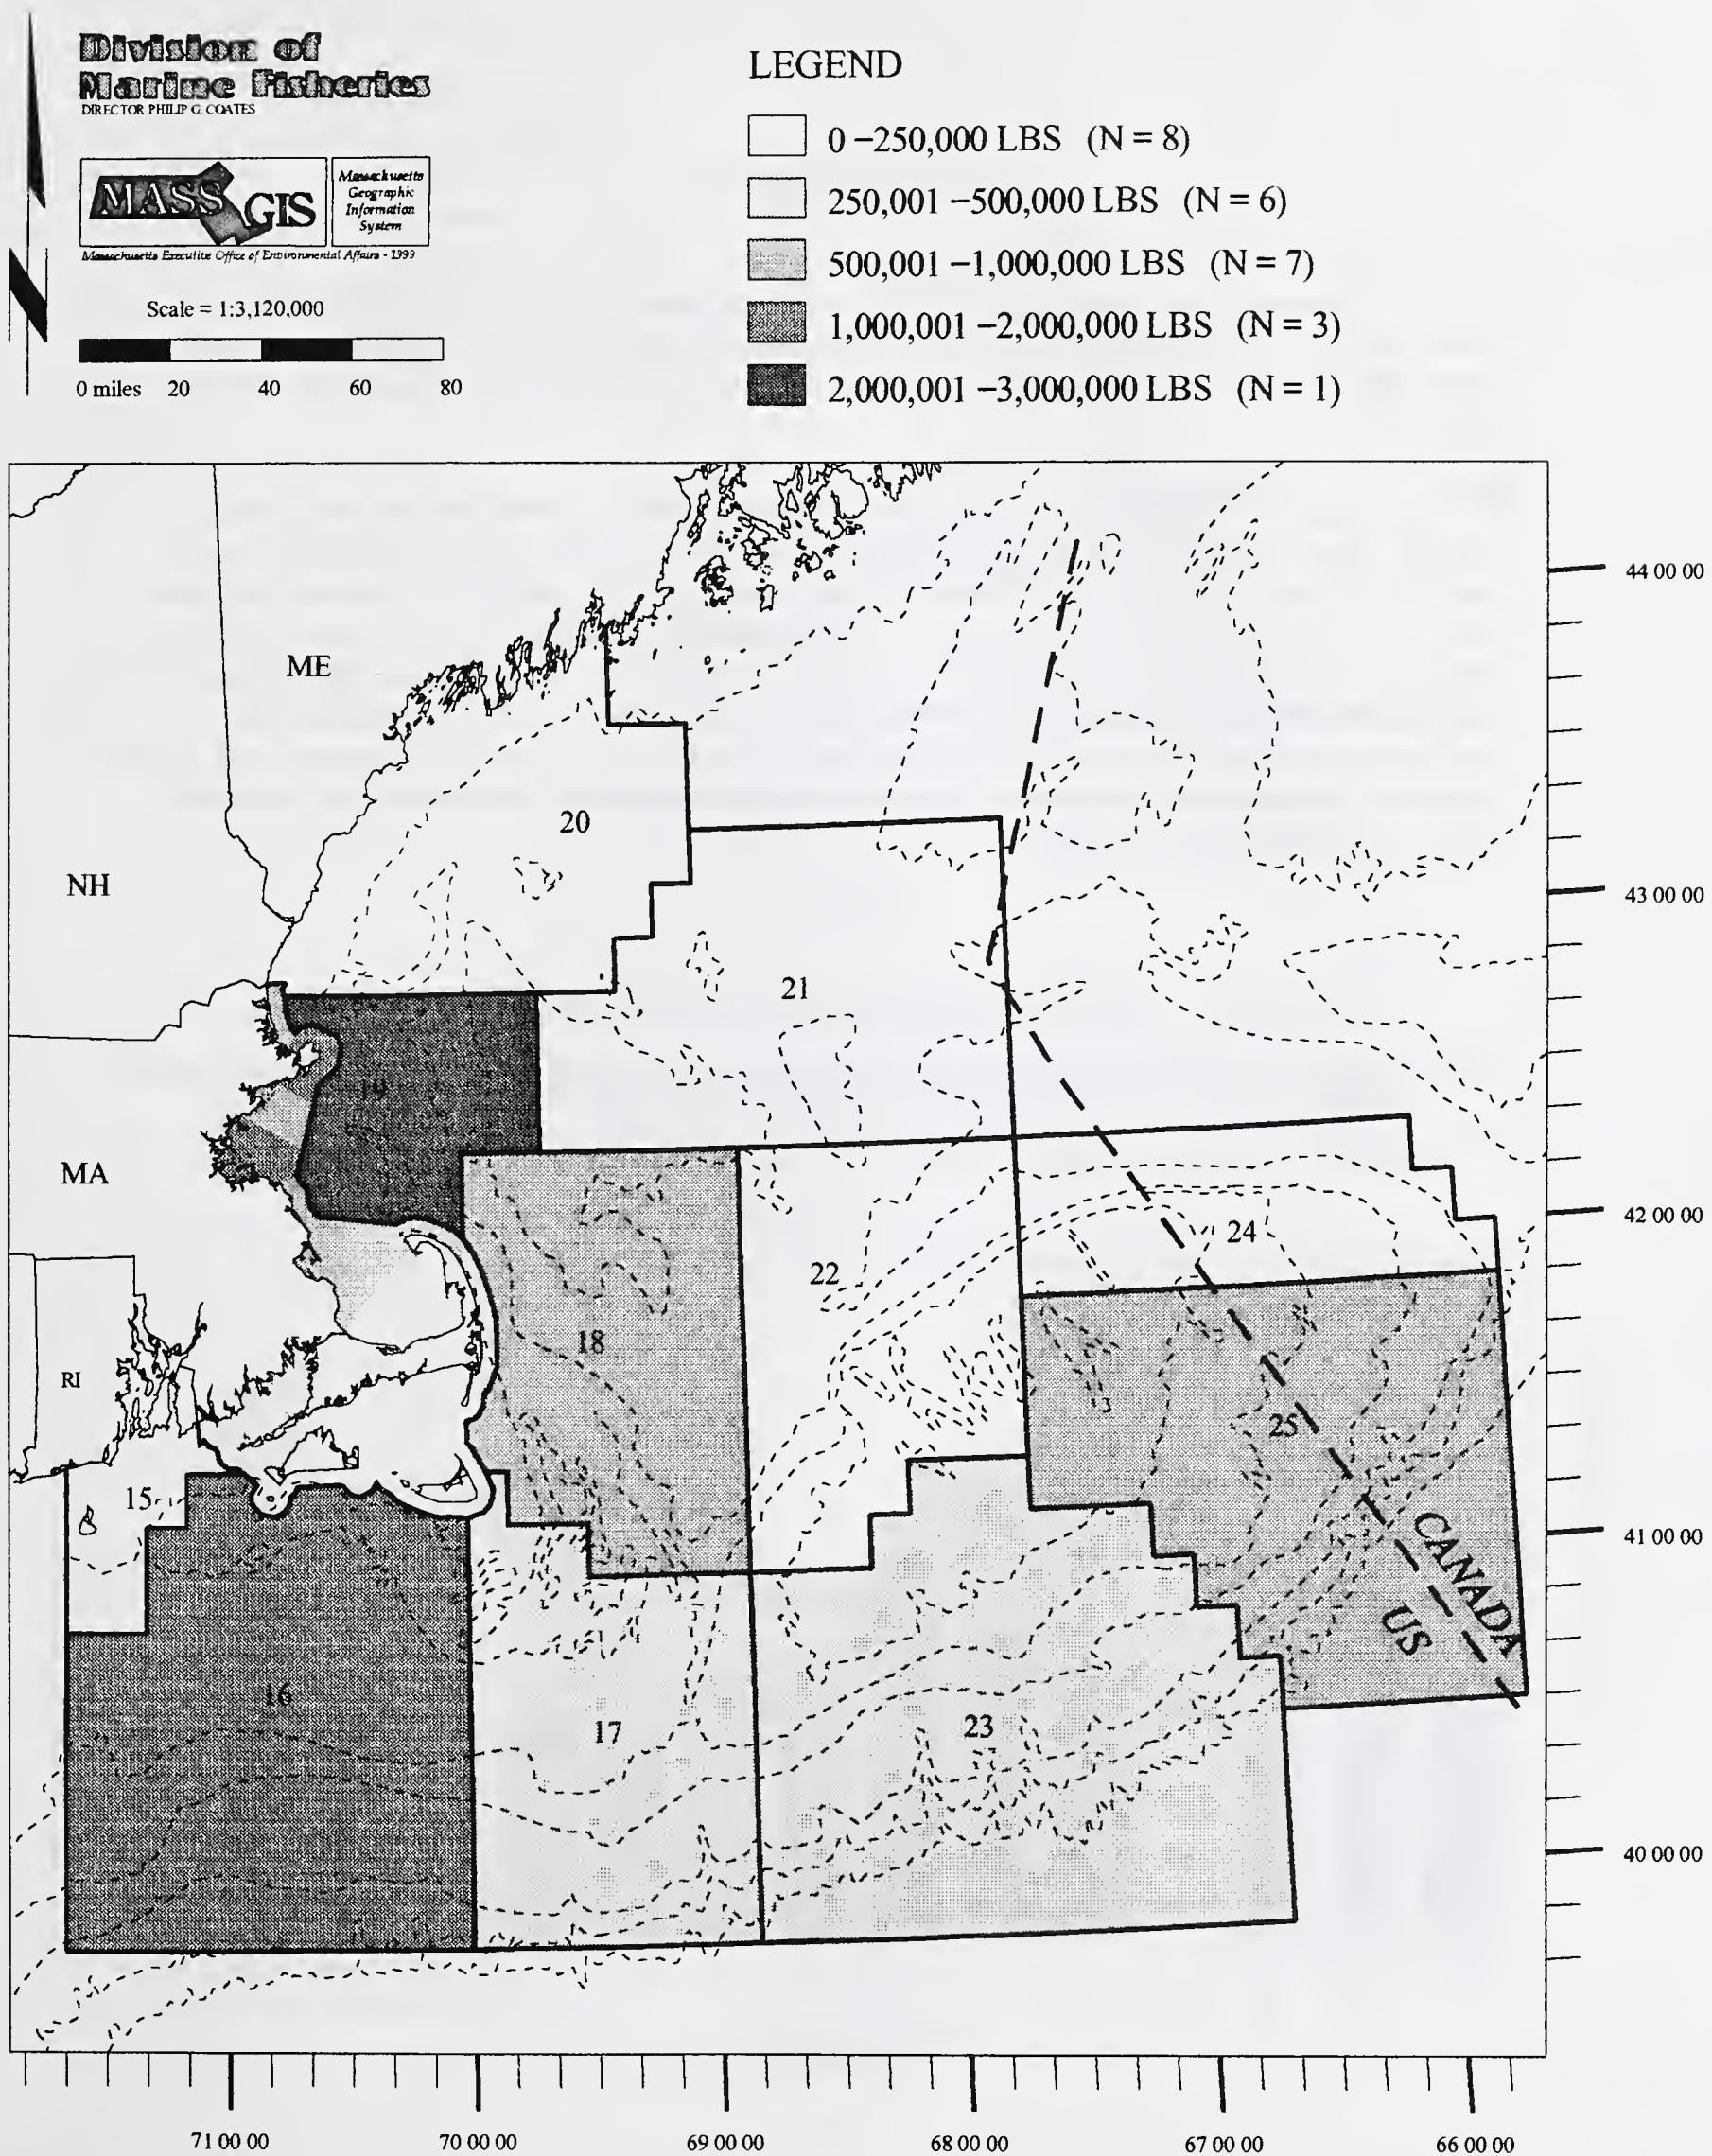 Division of
Marine Fisheries
DIRECTOR PHILIP G. COATES
MASS GIS
Massachusetts
Geographic
Information
System
Massachusetts Executive Office of Environmental Affairs - 1999
Scale = 1:3,120,000
0 miles 20 40 60 80
N
LEGEND
0 –250,000 LBS (N = 8)
250,001 –500,000 LBS (N = 6)
500,001 –1,000,000 LBS (N = 7)
1,000,001 –2,000,000 LBS (N = 3)
2,000,001 –3,000,000 LBS (N = 1)
44 00 00
ME
20
NH
43 00 00
21
19
MA
42 00 00
24
22
18
RI
25
15
41 00 00
CANADA
US
16
17
23
40 00 00
71 00 00
70 00 00
69 00 00
68 00 00
67 00 00
66 00 00